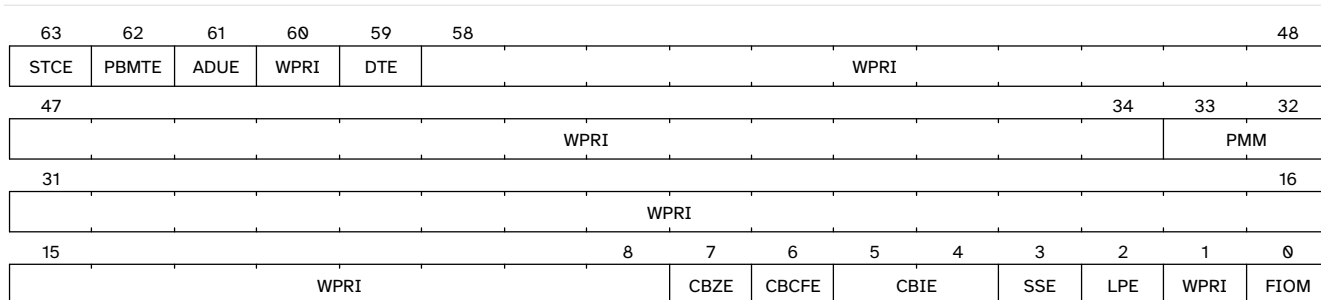 63 62 61 60 59 58 48
STCE PBMTE ADUE WPRI DTE WPRI
47 34 33 32
WPRI PMM
31 16
WPRI
15 8 7 6 5 4 3 2 1 0
WPRI CBZE CBCFE CBIE SSE LPE WPRI FIOM